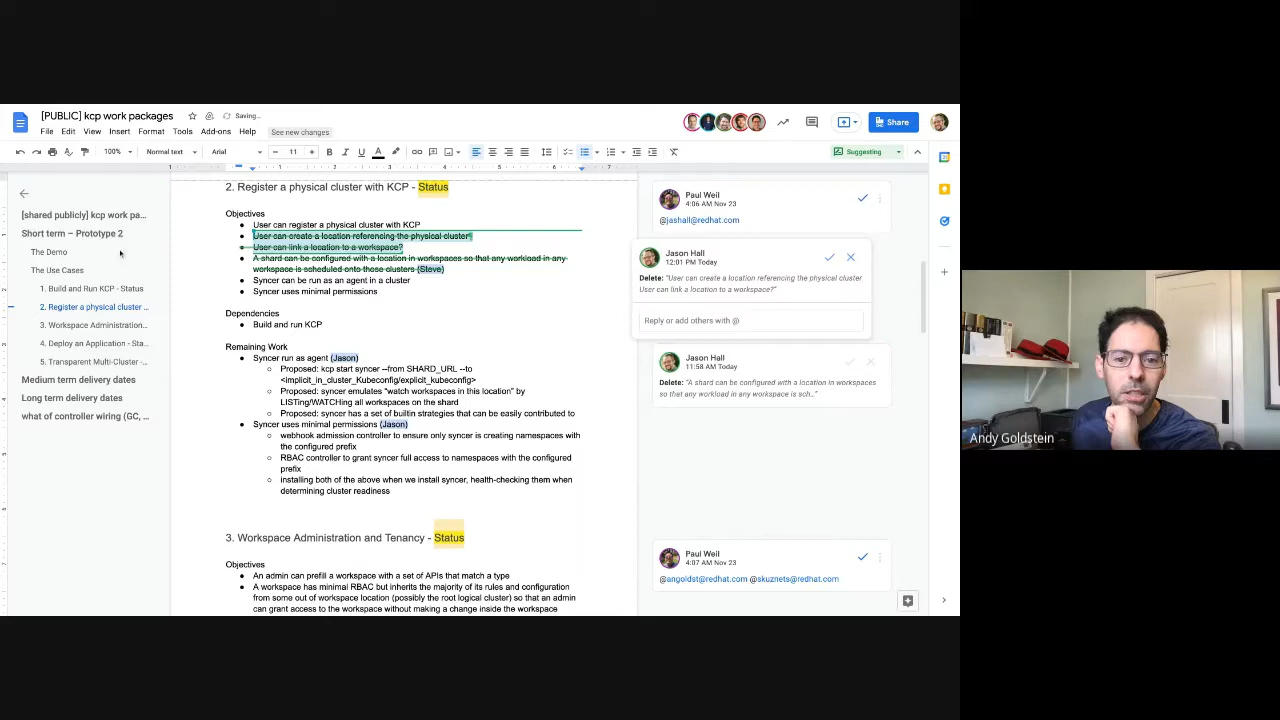 [PUBLIC] kcp work packages
Saving...
File Edit View Insert Format Tools Add-ons Help
See new changes
Share
100%
Normal text
Arial
11
B I U A
Suggesting
[shared publicly] kcp work pa...
Short term – Prototype 2
The Demo
The Use Cases
1. Build and Run KCP - Status
2. Register a physical cluster ...
3. Workspace Administration...
4. Deploy an Application - Sta...
5. Transparent Multi-Cluster -...
Medium term delivery dates
Long term delivery dates
what of controller wiring (GC, ...
2. Register a physical cluster with KCP - Status
Objectives
User can register a physical cluster with KCP
User can create a location referencing the physical cluster
User can link a location to a workspace?
A shard can be configured with a location in workspaces so that any workload in any
workspace is scheduled onto those clusters (Steve)
Syncer can be run as an agent in a cluster
Syncer uses minimal permissions
Dependencies
Build and run KCP
Remaining Work
Syncer run as agent (Jason)
Proposed: kcp start syncer --from SHARD_URL --to
<implicit_in_cluster_Kubeconfig/explicit_kubeconfig>
Proposed: syncer emulates "watch workspaces in this location" by
LISTing/WATCHing all workspaces on the shard
Proposed: syncer has a set of builtin strategies that can be easily contributed to
Syncer uses minimal permissions (Jason)
webhook admission controller to ensure only syncer is creating namespaces with
the configured prefix
RBAC controller to grant syncer full access to namespaces with the configured
prefix
installing both of the above when we install syncer, health-checking them when
determining cluster readiness
3. Workspace Administration and Tenancy - Status
Objectives
An admin can prefill a workspace with a set of APIs that match a type
A workspace has minimal RBAC but inherits the majority of its rules and configuration
from some out of workspace location (possibly the root logical cluster) so that an admin
can grant access to the workspace without making a change inside the workspace
Paul Weil
4:06 AM Nov 23
@jashall@redhat.com
Jason Hall
12:01 PM Today
Delete: "User can create a location referencing the physical cluster
User can link a location to a workspace?"
Reply or add others with @
Jason Hall
11:58 AM Today
Delete: "A shard can be configured with a location in workspaces
so that any workload in any workspace is sch..."
Paul Weil
4:07 AM Nov 23
@angoldst@redhat.com @skuznets@redhat.com
Andy Goldstein